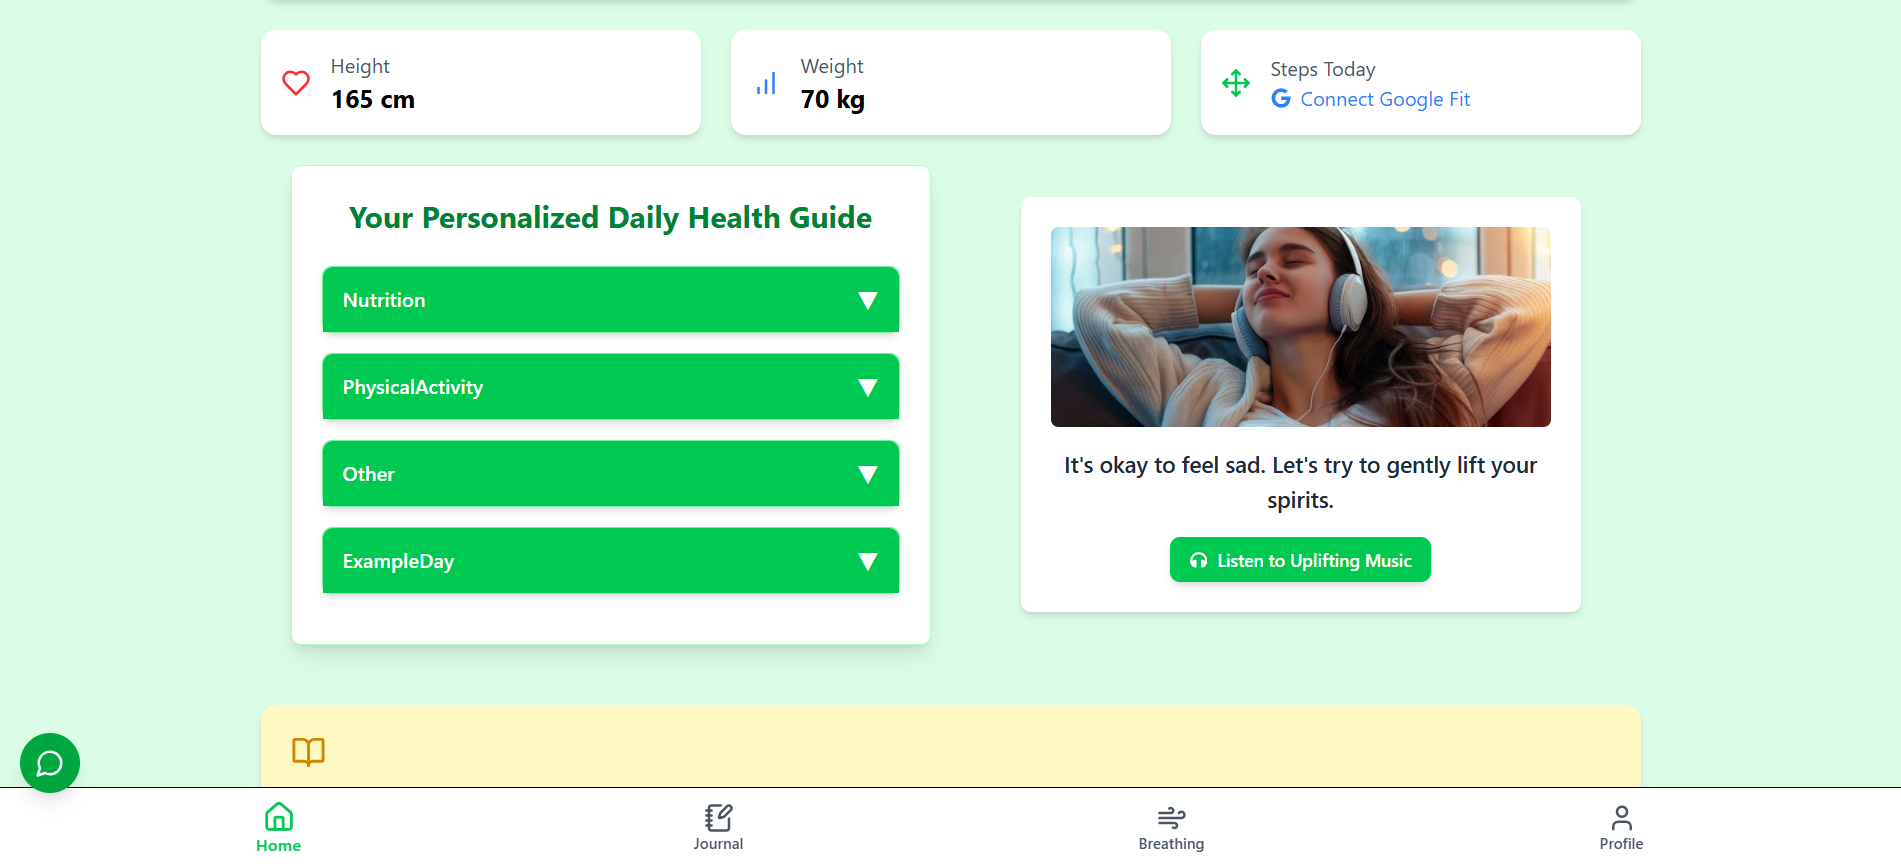 Height
165 cm
Weight
70 kg
Steps Today
Connect Google Fit
Your Personalized Daily Health Guide
Nutrition
PhysicalActivity
Other
ExampleDay
It's okay to feel sad. Let's try to gently lift your
spirits.
Listen to Uplifting Music
Home
Journal
Breathing
Profile